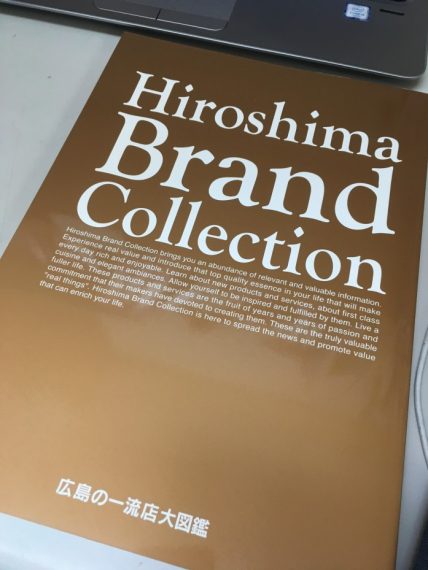 Hiroshima
Brand
Collection
Hiroshima Brand Collection brings you an abundance of relevant and valuable information.
Experience real value and introduce that top quality essence in your life that will make
every day rich and enjoyable. Learn about new products and services, about first class
cuisine and elegant ambiances. Allow yourself to be inspired and fulfilled by them. Live a
fuller life. These products and services are the fruit of years and years of passion and
commitment that their makers have devoted to creating them. These are the truly valuable
"real things". Hiroshima Brand Collection is here to spread the news and promote value
that can enrich your life.
広島の一流店大図鑑